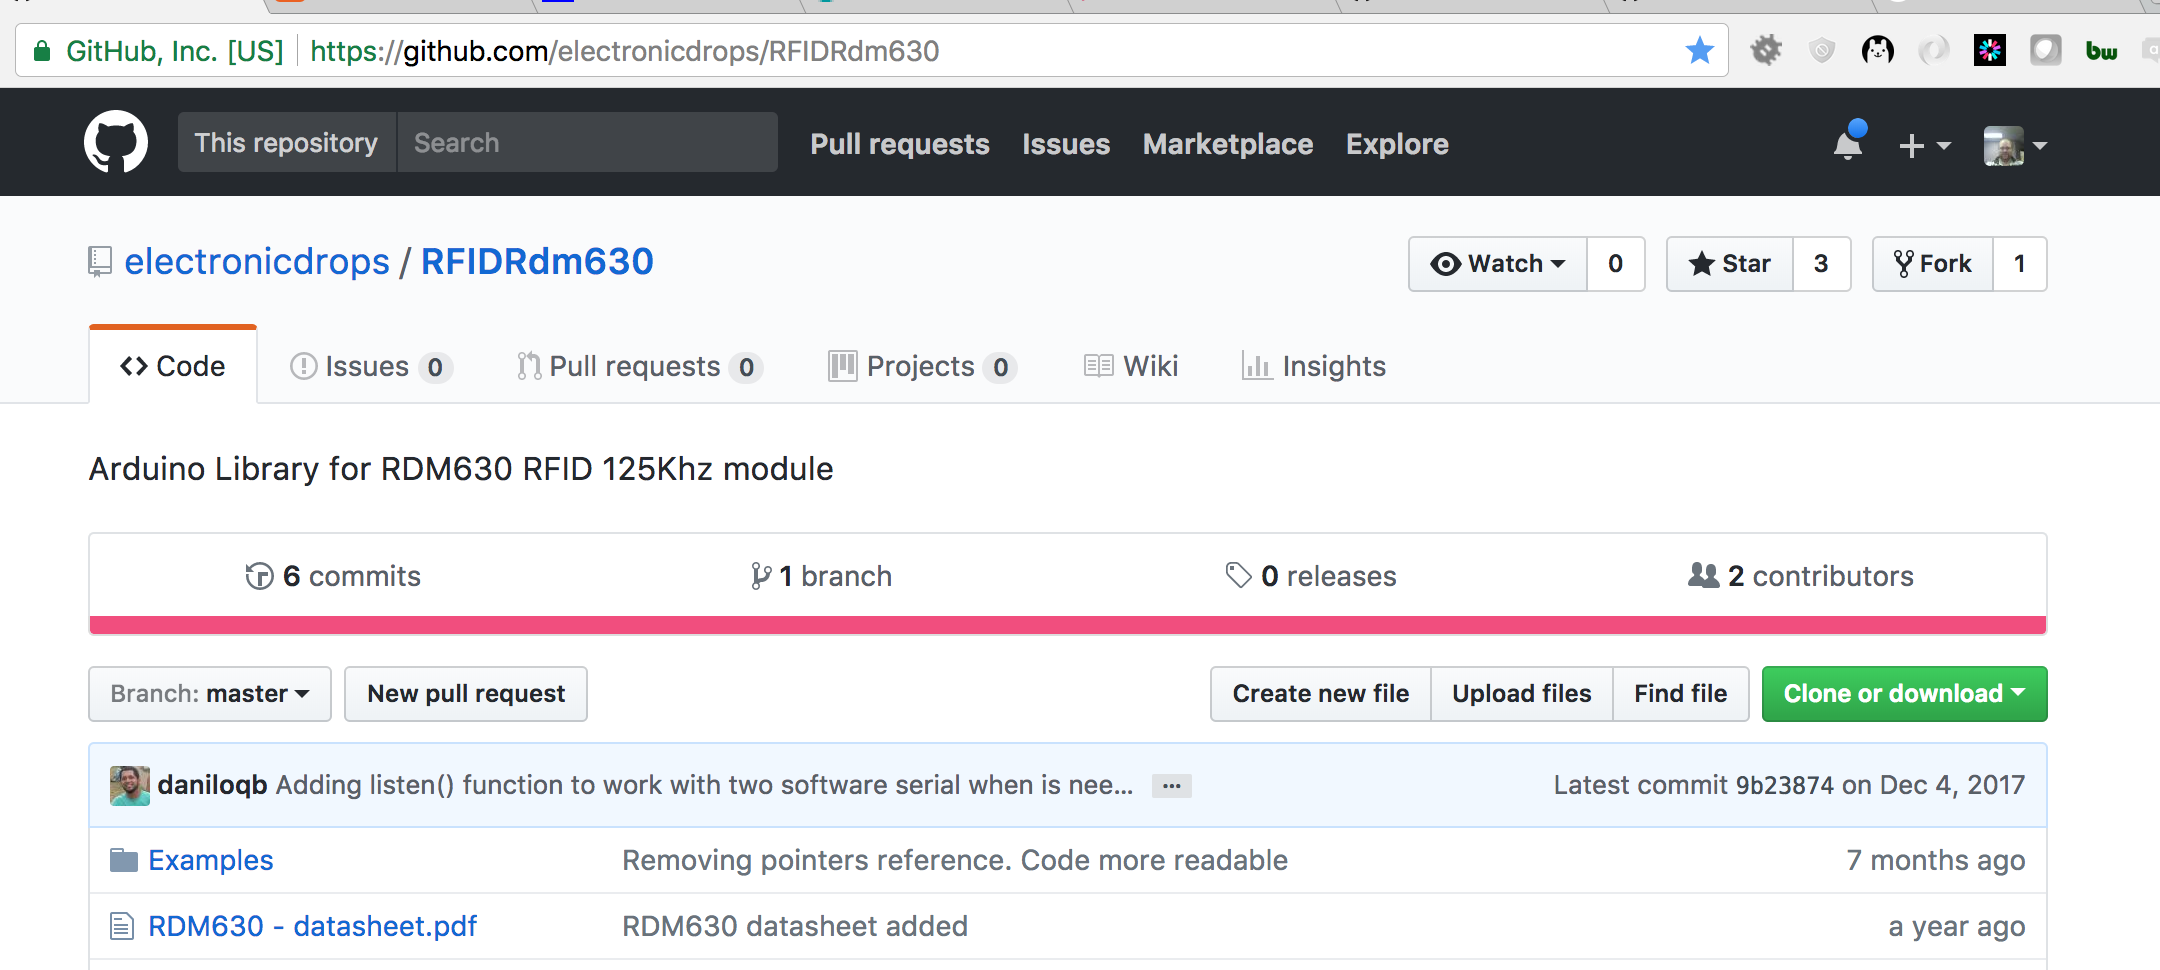 GitHub, Inc. [US] https://github.com/electronicdrops/RFIDRdm630 bw
This repository Search Pull requests Issues Marketplace Explore
electronicdrops / RFIDRdm630 Watch 0 Star 3 Fork 1
Code Issues 0 Pull requests 0 Projects 0 Wiki Insights
Arduino Library for RDM630 RFID 125Khz module
6 commits 1 branch 0 releases 2 contributors
Branch: master New pull request Create new file Upload files Find file Clone or download
daniloqb Adding listen() function to work with two software serial when is nee... ... Latest commit 9b23874 on Dec 4, 2017
Examples Removing pointers reference. Code more readable 7 months ago
RDM630 - datasheet.pdf RDM630 datasheet added a year ago